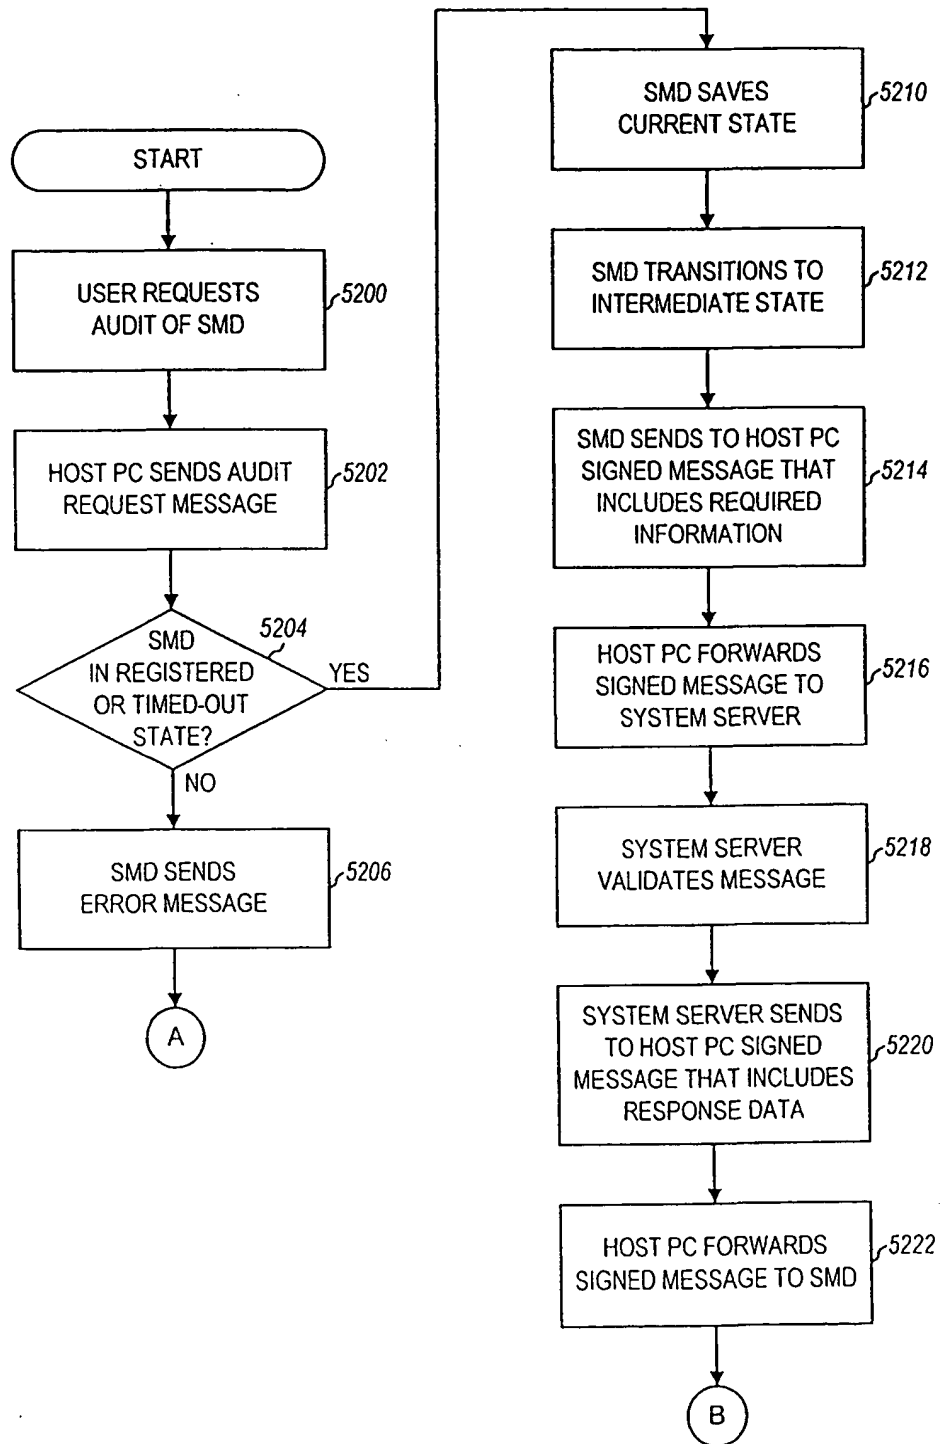 START
USER REQUESTS
AUDIT OF SMD
5200
HOST PC SENDS AUDIT
REQUEST MESSAGE
5202
SMD
IN REGISTERED
OR TIMED-OUT
STATE?
5204
YES
NO
SMD SENDS
ERROR MESSAGE
5206
A
SMD SAVES
CURRENT STATE
5210
SMD TRANSITIONS TO
INTERMEDIATE STATE
5212
SMD SENDS TO HOST PC
SIGNED MESSAGE THAT
INCLUDES REQUIRED
INFORMATION
5214
HOST PC FORWARDS
SIGNED MESSAGE TO
SYSTEM SERVER
5216
SYSTEM SERVER
VALIDATES MESSAGE
5218
SYSTEM SERVER SENDS
TO HOST PC SIGNED
MESSAGE THAT INCLUDES
RESPONSE DATA
5220
HOST PC FORWARDS
SIGNED MESSAGE TO SMD
5222
B